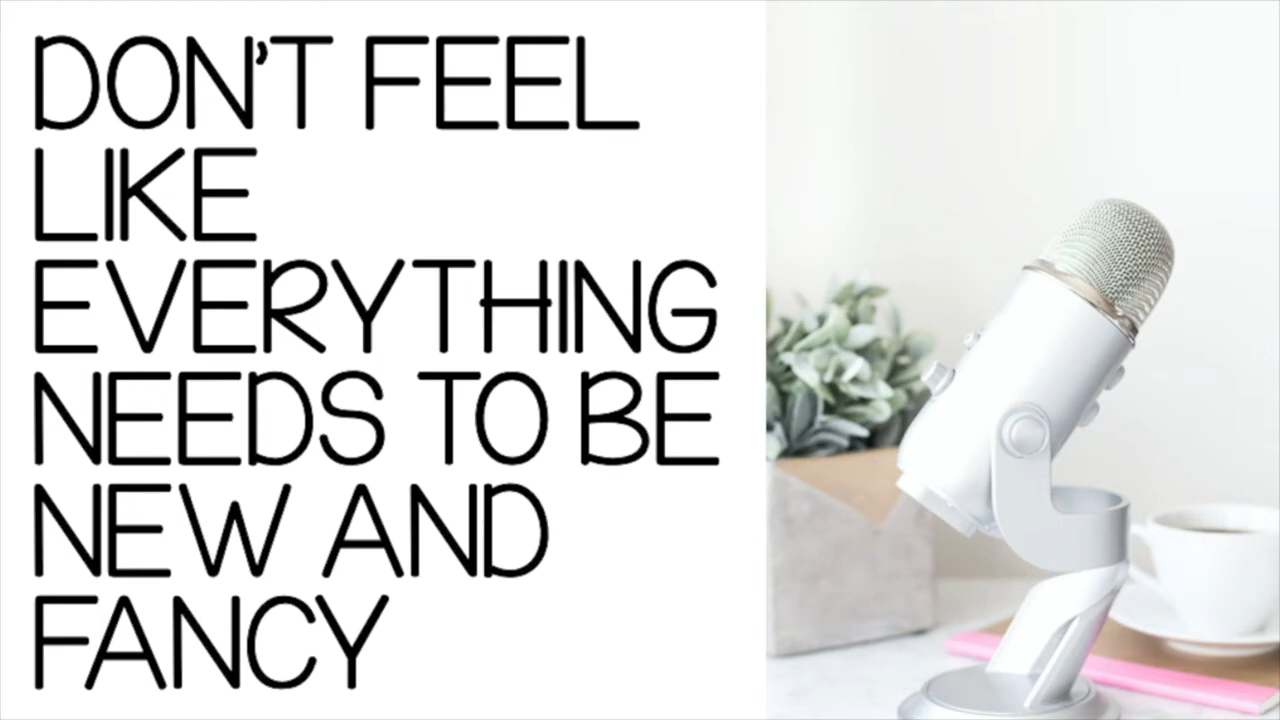 DON'T FEEL
LIKE
EVERYTHING
NEEDS TO BE
NEW AND
FANCY